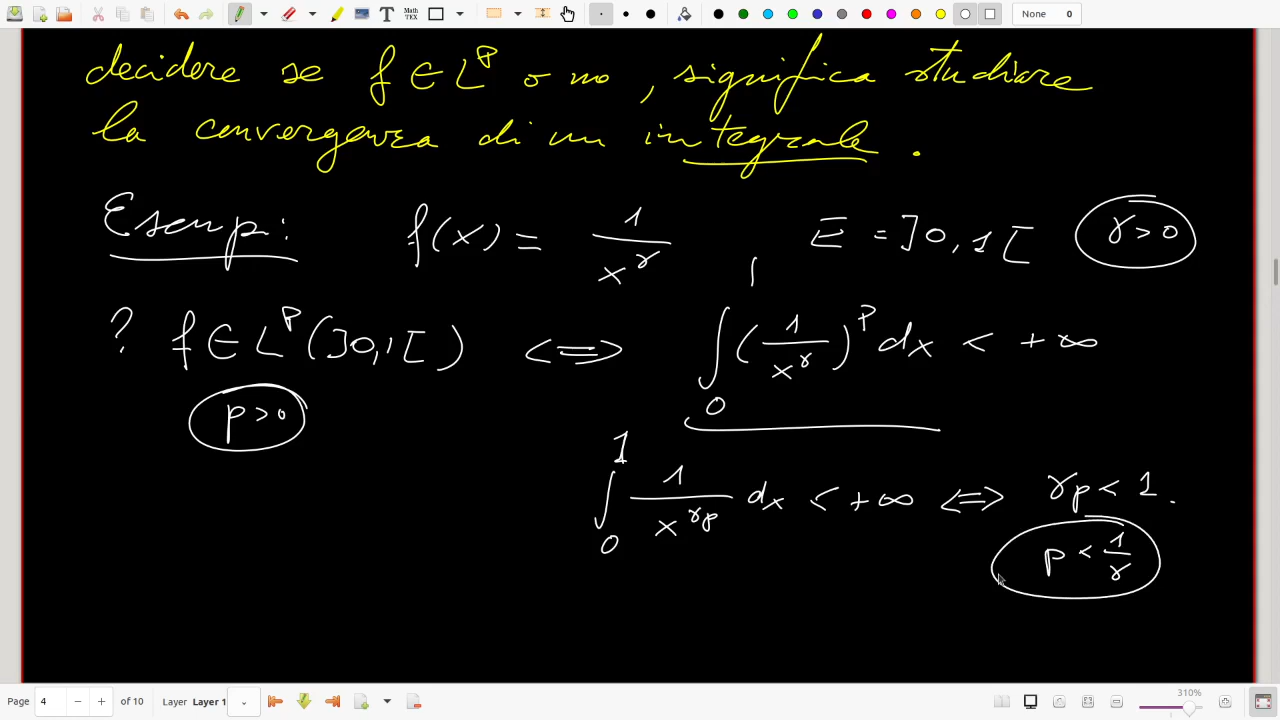 None 0
decidere se f ∈ L^p o no, significa studiare
la convergenza di un integrale.
Esempi: f(x) = 1/x^γ , E = ]0,1[ γ>0
? f ∈ L^p(]0,1[) <=> ∫_0^1 (1/x^γ)^p dx < +∞
p>0
∫_0^1 1/x^{γp} dx < +∞ <=> γp < 1.
p < 1/γ
Page 4 − + of 10 Layer Layer 1 310%